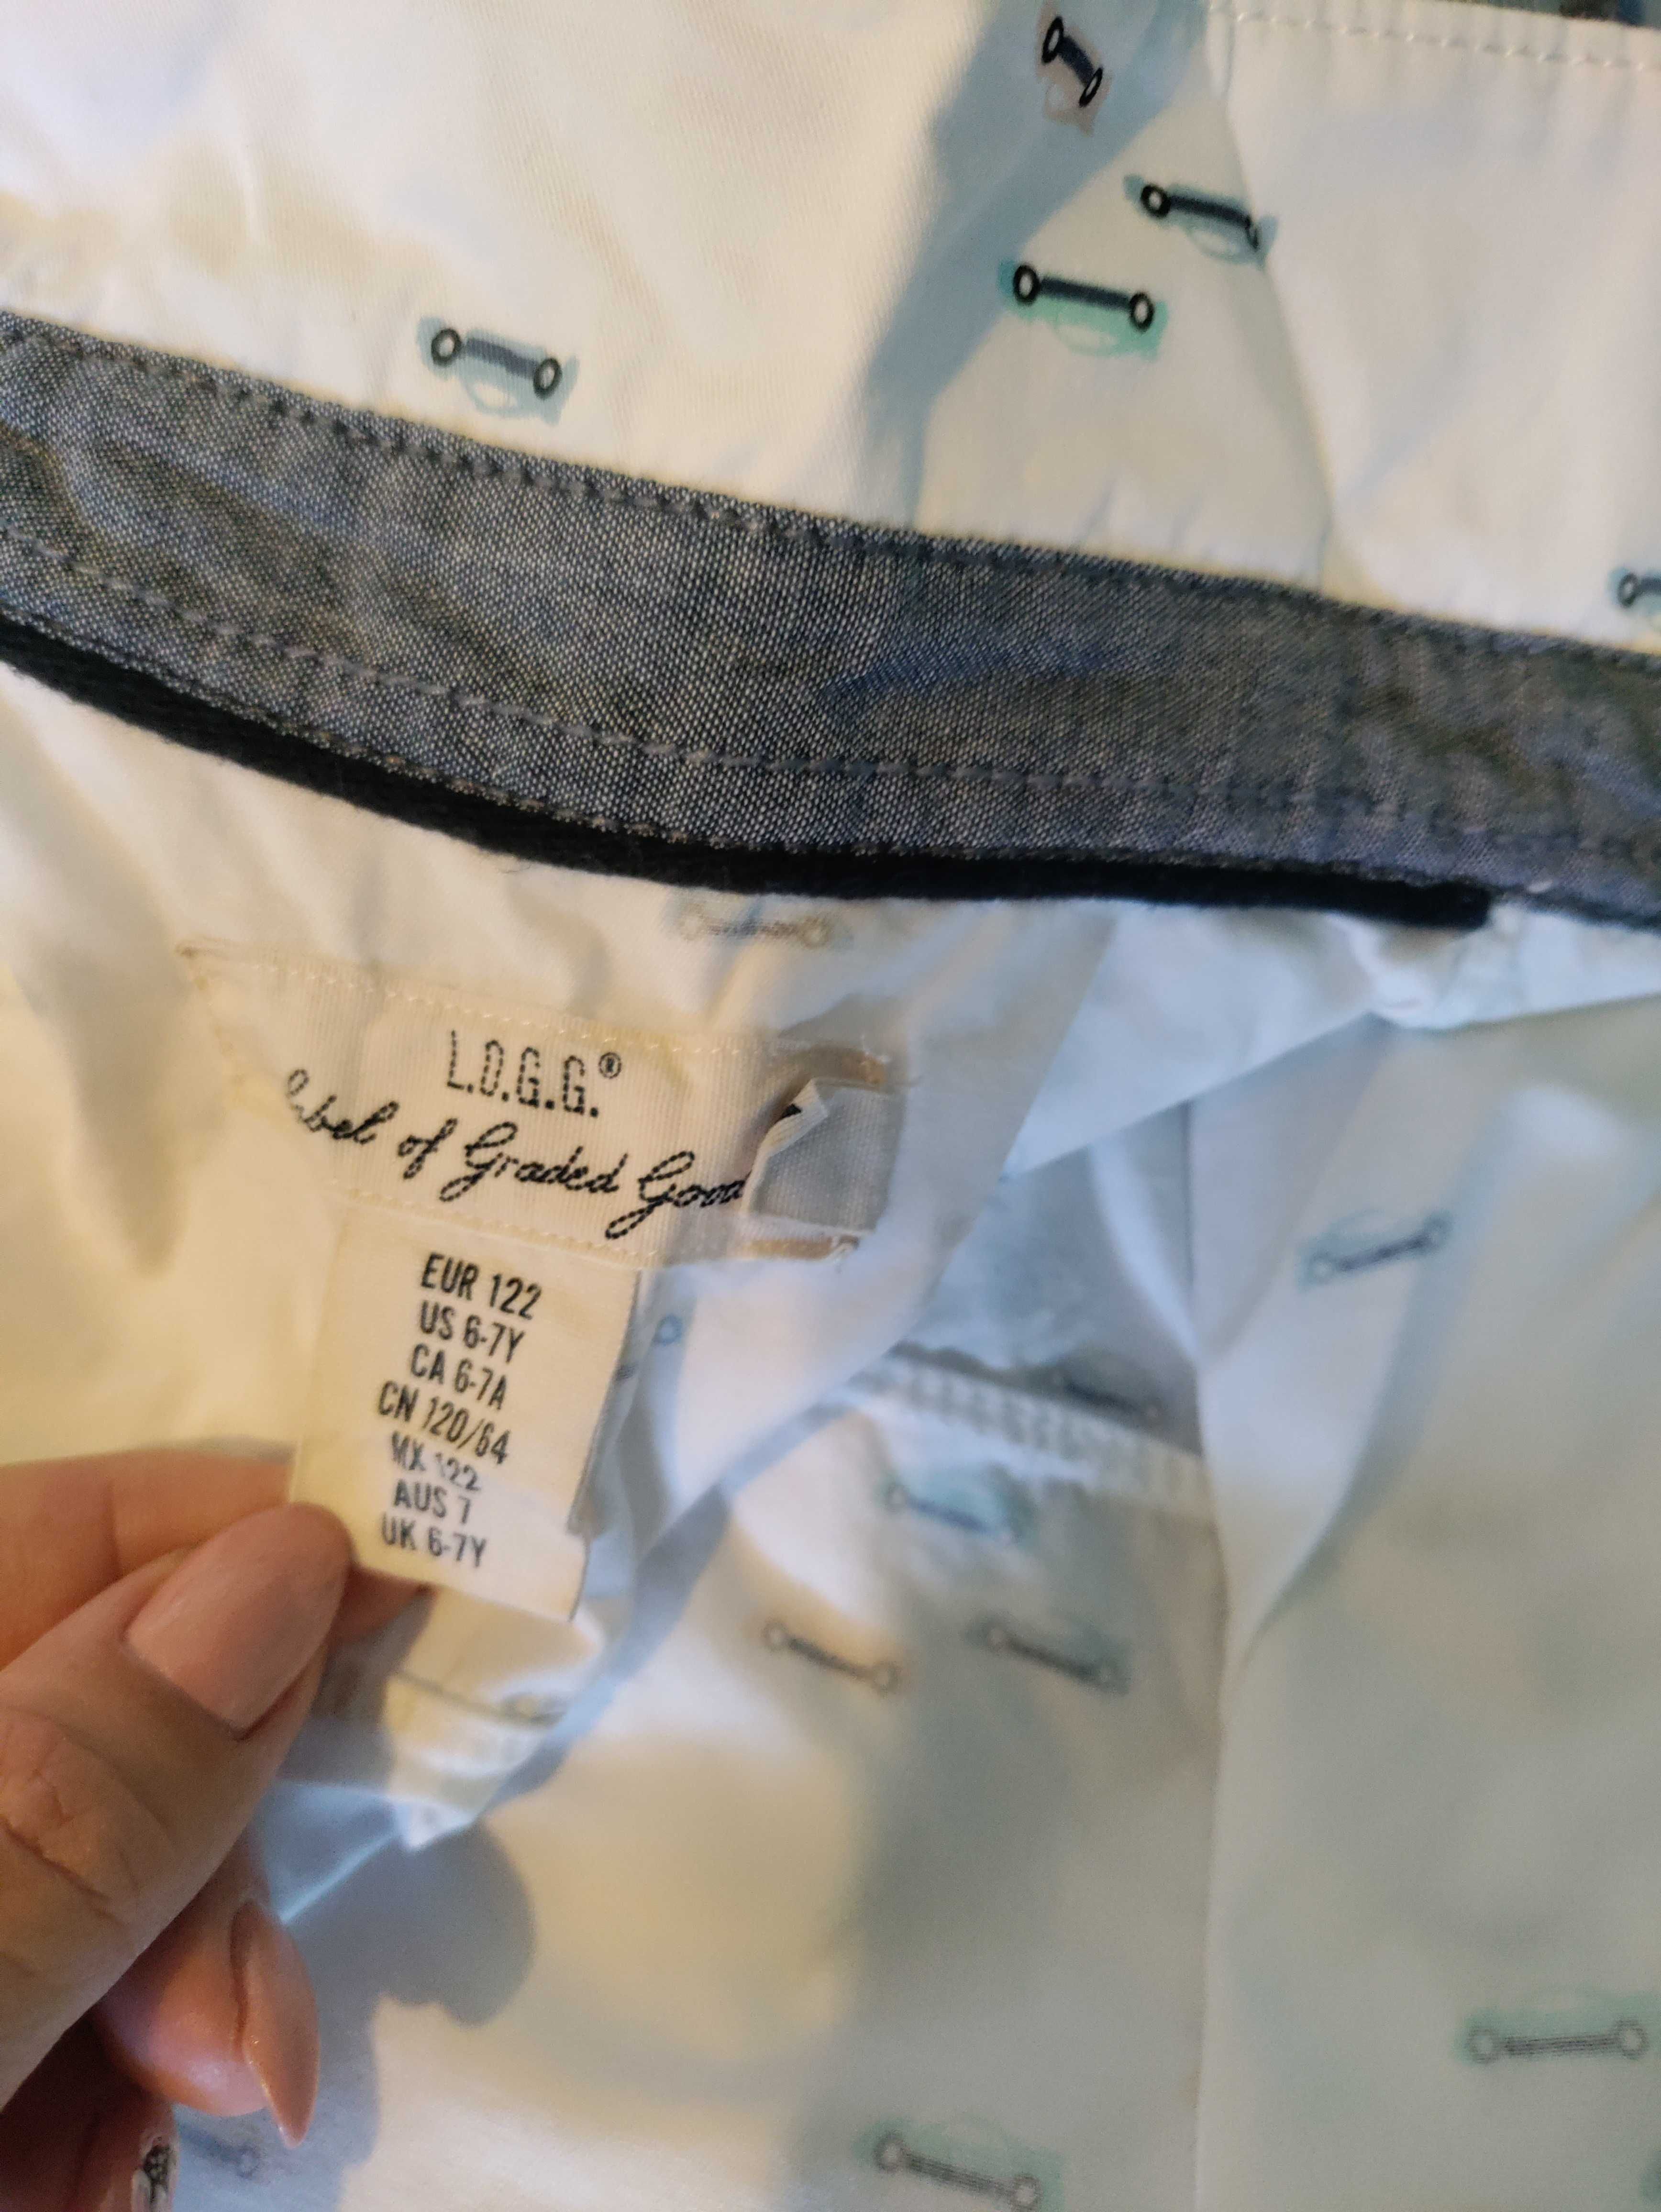 L.O.G.G.®
Label of Graded Good
EUR 122
US 6-7Y
CA 6-7A
CN 120/64
MX 122
AUS 7
UK 6-7Y